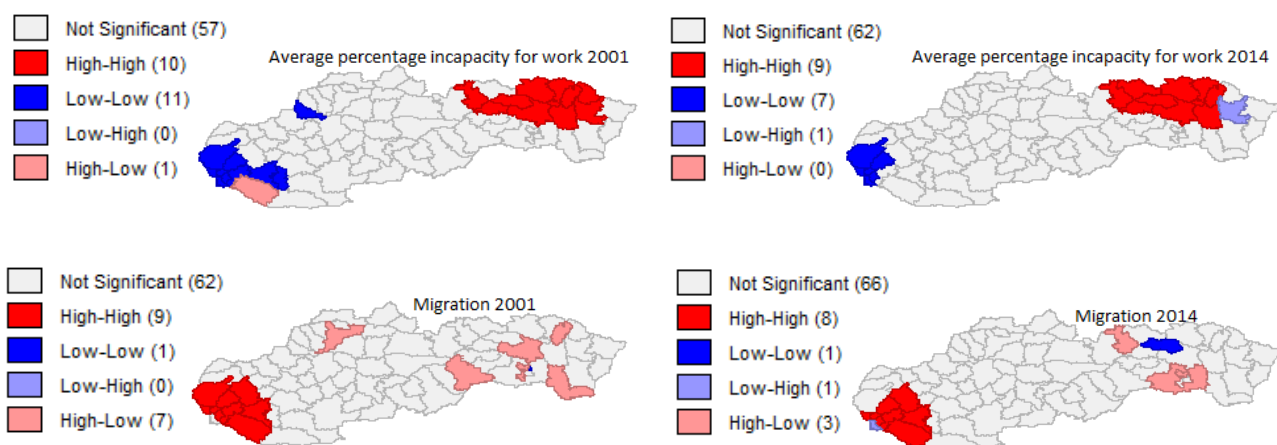 Not Significant (57)
High-High (10)
Low-Low (11)
Low-High (0)
High-Low (1)
Average percentage incapacity for work 2001
Not Significant (62)
High-High (9)
Low-Low (7)
Low-High (1)
High-Low (0)
Average percentage incapacity for work 2014
Not Significant (62)
High-High (9)
Low-Low (1)
Low-High (0)
High-Low (7)
Migration 2001
Not Significant (66)
High-High (8)
Low-Low (1)
Low-High (1)
High-Low (3)
Migration 2014